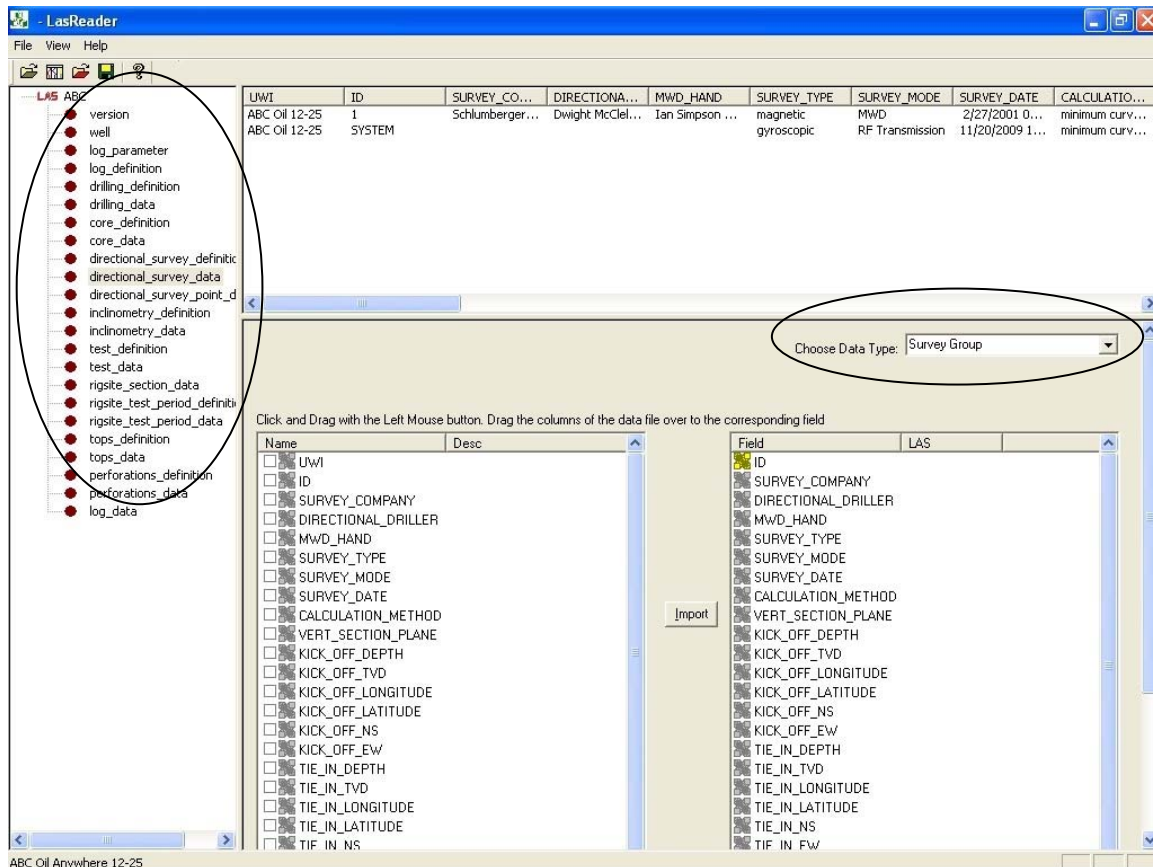 - LasReader
File View Help
LAS ABC
version
well
log_parameter
log_definition
drilling_definition
drilling_data
core_definition
core_data
directional_survey_definitic
directional_survey_data
directional_survey_point_d
inclinometry_definition
inclinometry_data
test_definition
test_data
rigsite_section_data
rigsite_test_period_definiti
rigsite_test_period_data
tops_definition
tops_data
perforations_definition
perforations_data
log_data
UWI ID SURVEY_CO... DIRECTIONA... MWD_HAND SURVEY_TYPE SURVEY_MODE SURVEY_DATE CALCULATIO...
ABC Oil 12-25 1 Schlumberger... Dwight McClel... Ian Simpson ... magnetic MWD 2/27/2001 0... minimum curv...
ABC Oil 12-25 SYSTEM gyroscopic RF Transmission 11/20/2009 1... minimum curv...
Choose Data Type: Survey Group
Click and Drag with the Left Mouse button. Drag the columns of the data file over to the corresponding field
Name Desc
UWI
ID
SURVEY_COMPANY
DIRECTIONAL_DRILLER
MWD_HAND
SURVEY_TYPE
SURVEY_MODE
SURVEY_DATE
CALCULATION_METHOD
VERT_SECTION_PLANE
KICK_OFF_DEPTH
KICK_OFF_TVD
KICK_OFF_LONGITUDE
KICK_OFF_LATITUDE
KICK_OFF_NS
KICK_OFF_EW
TIE_IN_DEPTH
TIE_IN_TVD
TIE_IN_LONGITUDE
TIE_IN_LATITUDE
TIE_IN_NS
Import
Field LAS
ID
SURVEY_COMPANY
DIRECTIONAL_DRILLER
MWD_HAND
SURVEY_TYPE
SURVEY_MODE
SURVEY_DATE
CALCULATION_METHOD
VERT_SECTION_PLANE
KICK_OFF_DEPTH
KICK_OFF_TVD
KICK_OFF_LONGITUDE
KICK_OFF_LATITUDE
KICK_OFF_NS
KICK_OFF_EW
TIE_IN_DEPTH
TIE_IN_TVD
TIE_IN_LONGITUDE
TIE_IN_LATITUDE
TIE_IN_NS
TIE_IN_EW
ABC Oil Anywhere 12-25